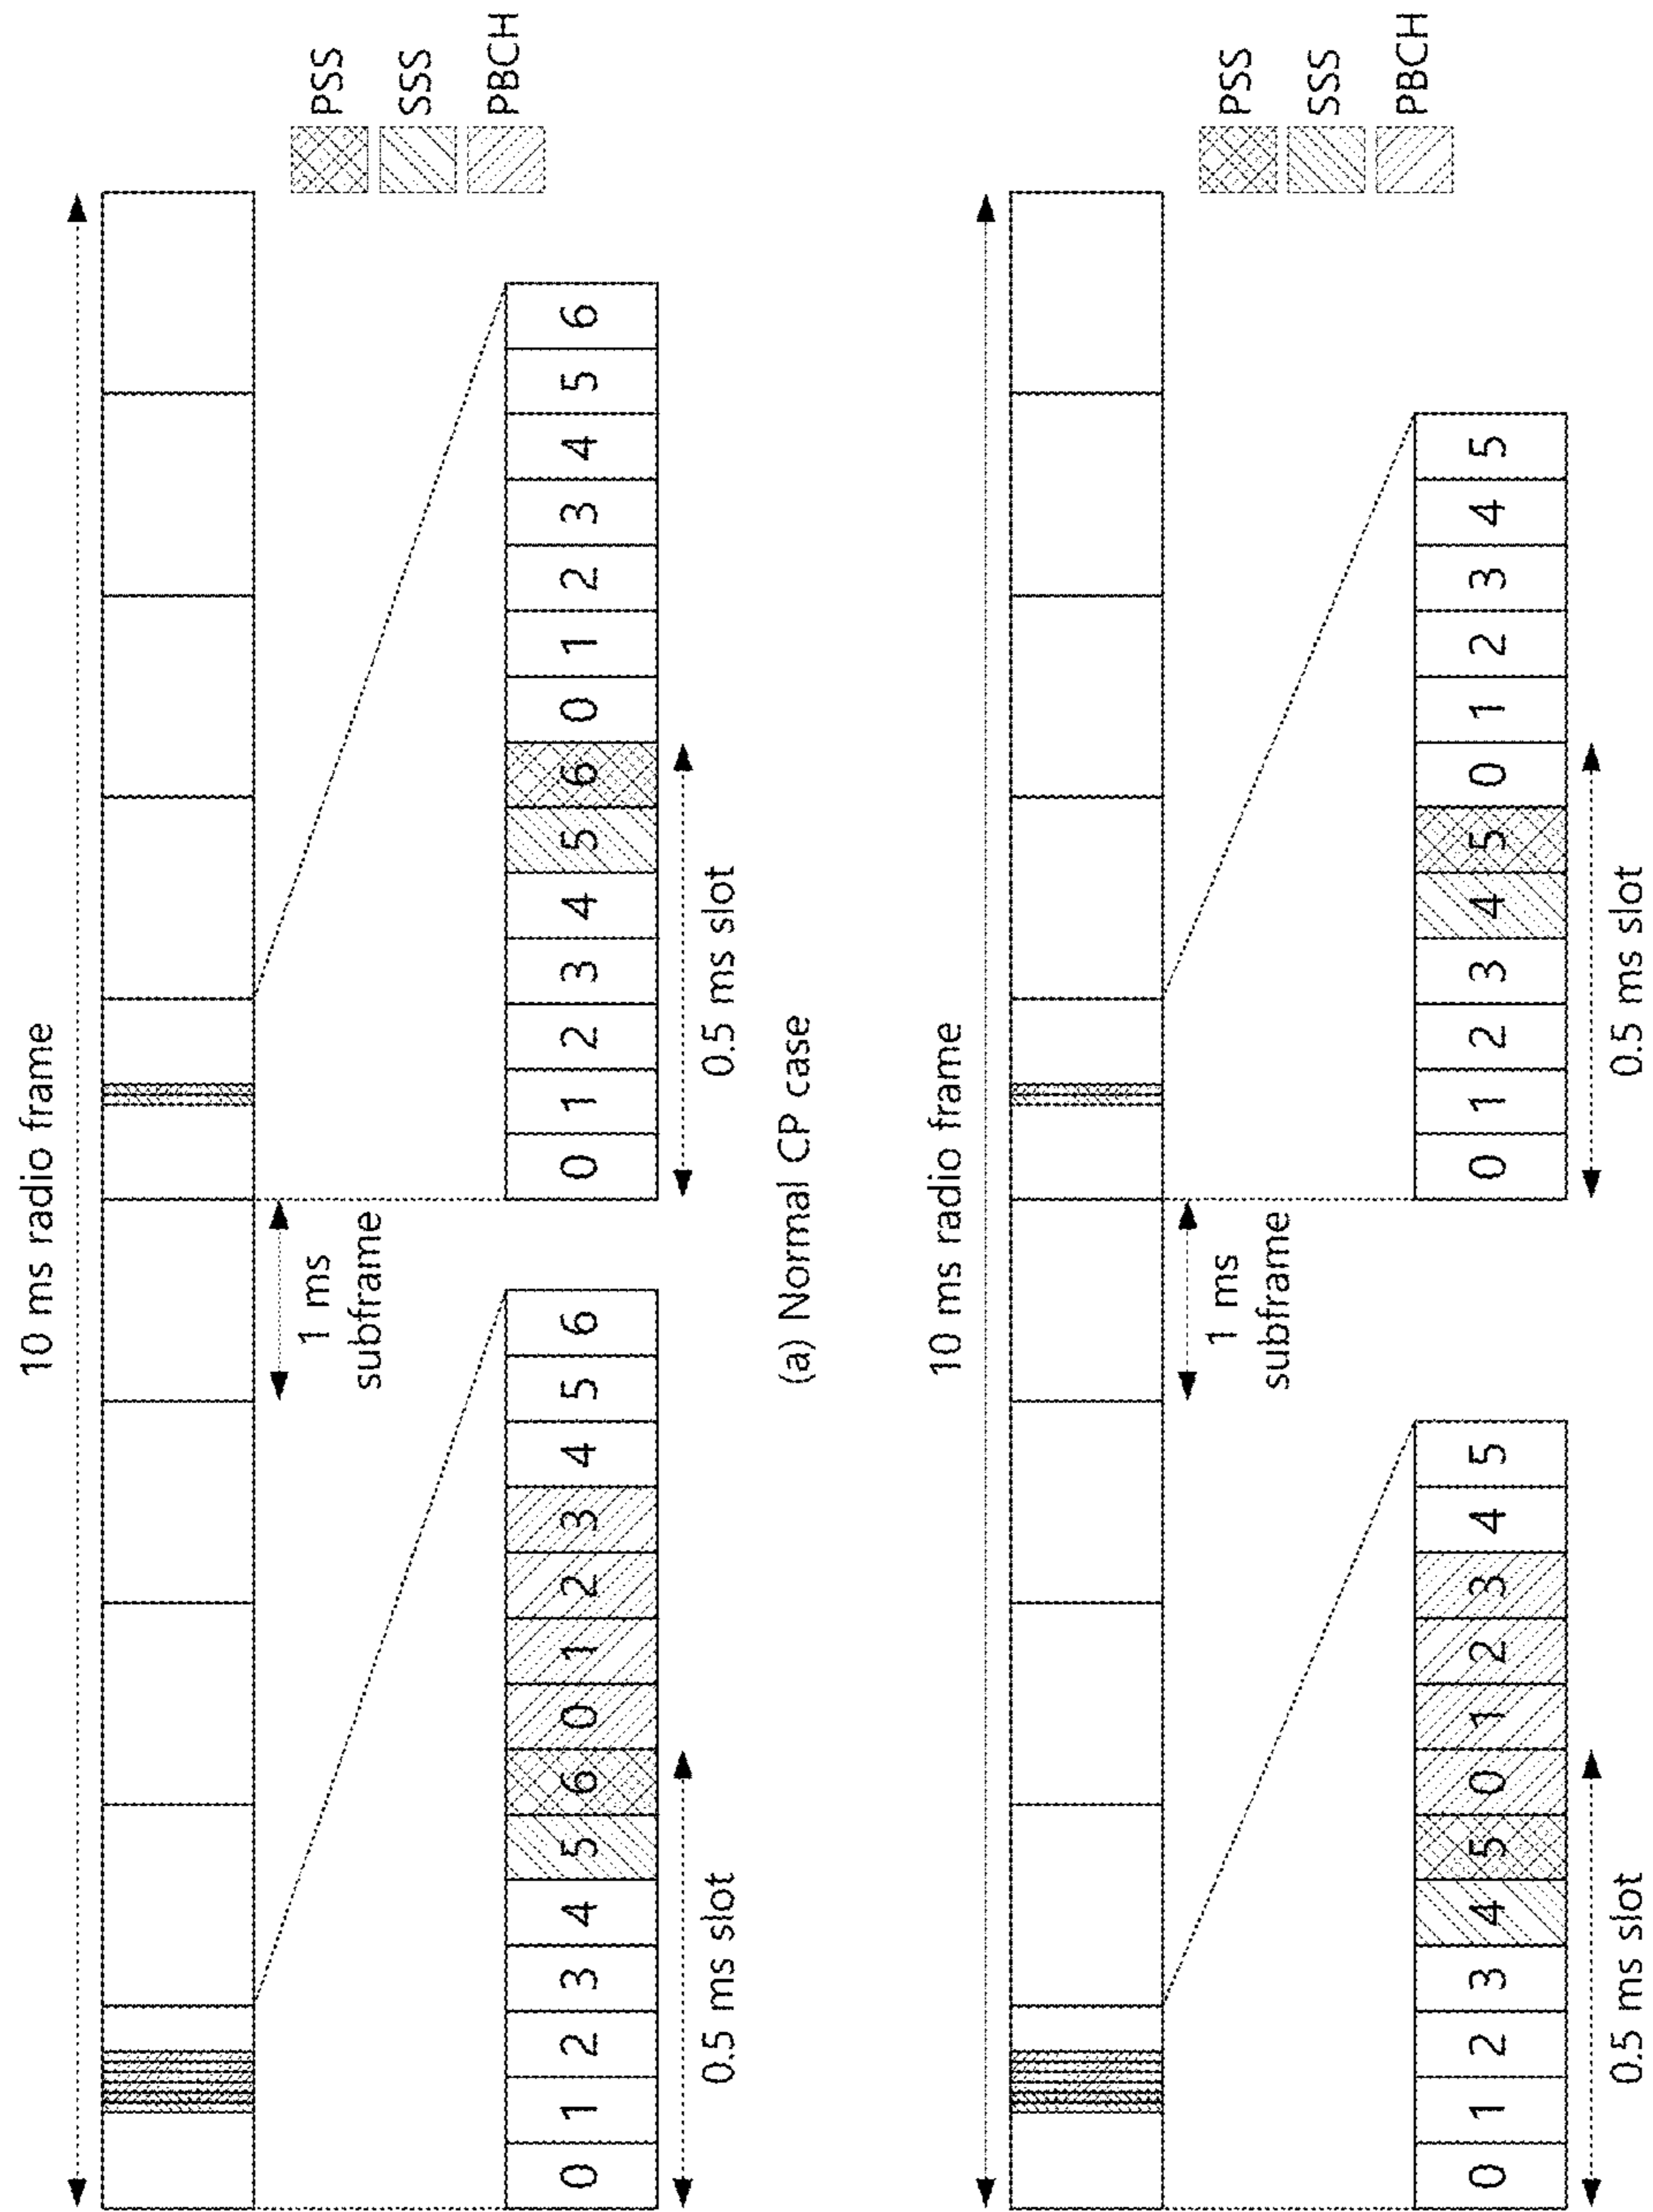 10 ms radio frame
1 ms
subframe
PSS
SSS
PBCH
0 1 2 3 4 5 6 0 1 2 3 4 5 6
0 1 2 3 4 5 6 0 1 2 3 4 5 6
0.5 ms slot
0.5 ms slot
(a) Normal CP case
10 ms radio frame
1 ms
subframe
PSS
SSS
PBCH
0 1 2 3 4 5 0 1 2 3 4 5
0 1 2 3 4 5 0 1 2 3 4 5
0.5 ms slot
0.5 ms slot